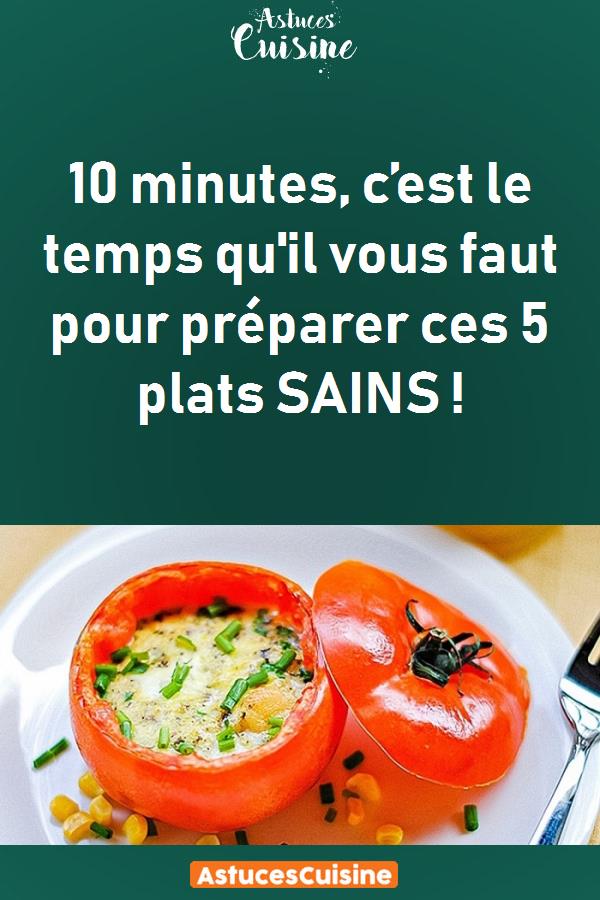 Astuces
Cuisine
10 minutes, c’est le
temps qu'il vous faut
pour préparer ces 5
plats SAINS !
AstucesCuisine